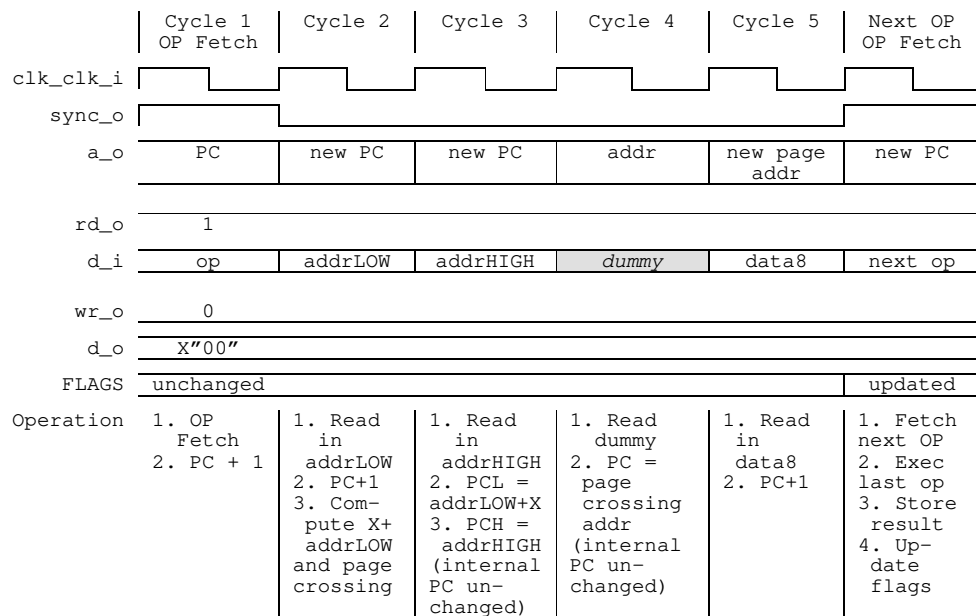 Cycle 1 Cycle 2 Cycle 3 Cycle 4 Cycle 5 Next OP
OP Fetch OP Fetch
clk_clk_i
sync_o
a_o PC new PC new PC addr new page new PC
addr
rd_o 1
d_i op addrLOW addrHIGH dummy data8 next op
wr_o 0
d_o X"00"
FLAGS unchanged updated
Operation 1. OP 1. Read 1. Read 1. Read 1. Read 1. Fetch
Fetch in in dummy in next OP
2. PC + 1 addrLOW addrHIGH 2. PC = data8 2. Exec
2. PC+1 2. PCL = page 2. PC+1 last op
3. Com- addrLOW+X crossing 3. Store
pute X+ 3. PCH = addr result
addrLOW addrHIGH (internal 4. Up-
and page (internal PC un- date
crossing PC un- changed) flags
changed)